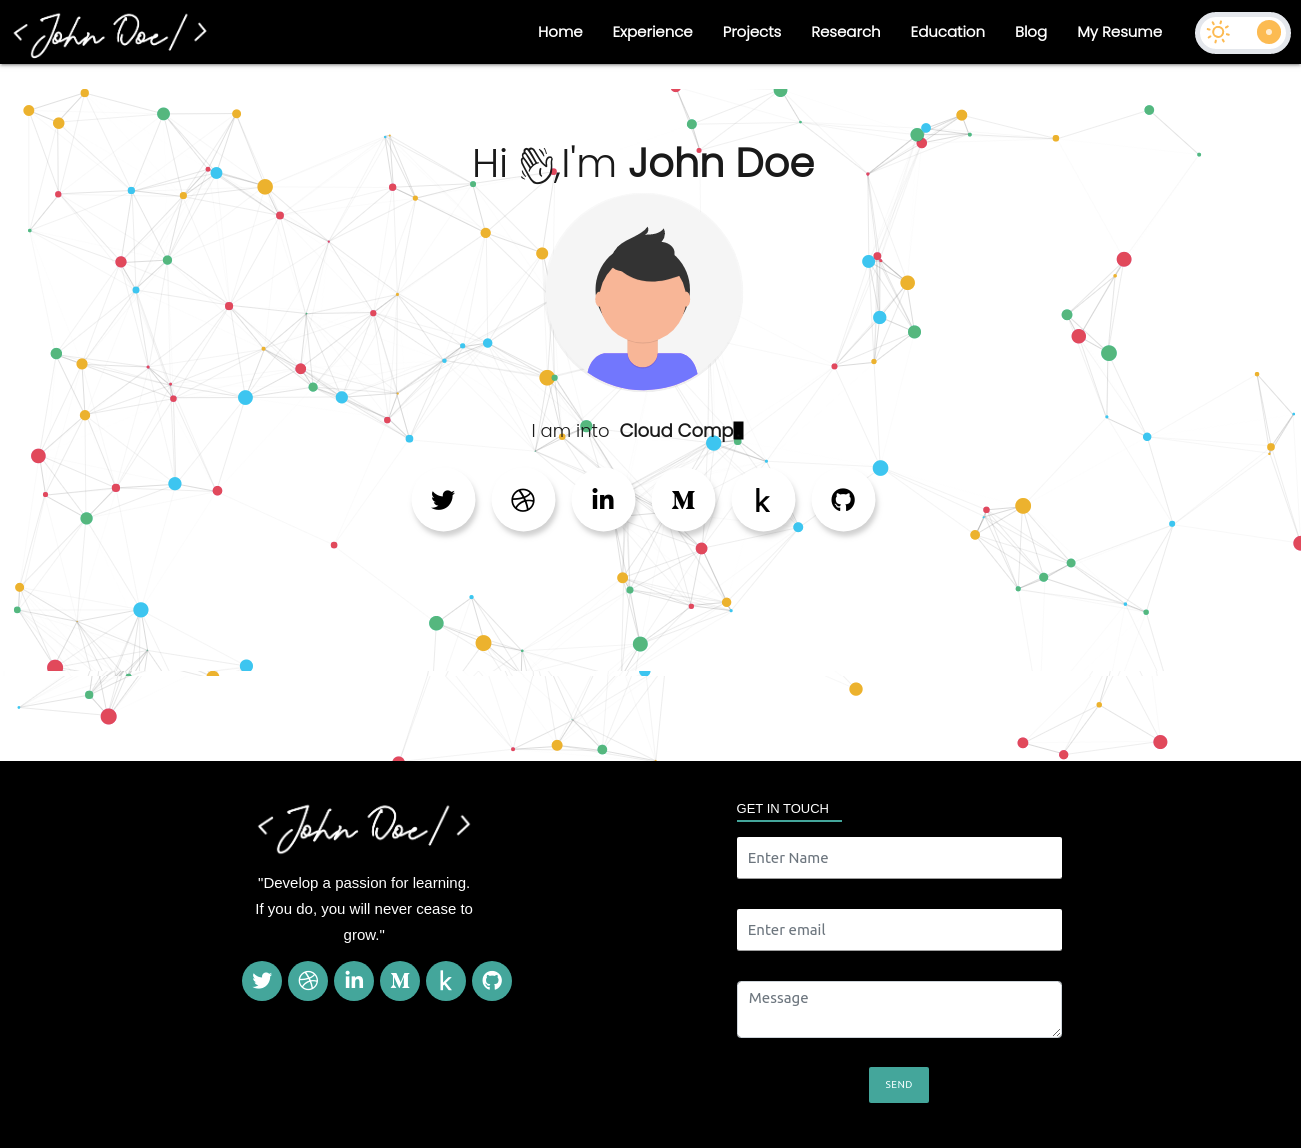 <John Doe/>
Home Experience Projects Research Education Blog My Resume
Hi 👋,I'm John Doe
I am into Cloud Comp
M k
<John Doe/>
GET IN TOUCH
Enter Name
"Develop a passion for learning.
If you do, you will never cease to
grow."
Enter email
M k
Message
SEND